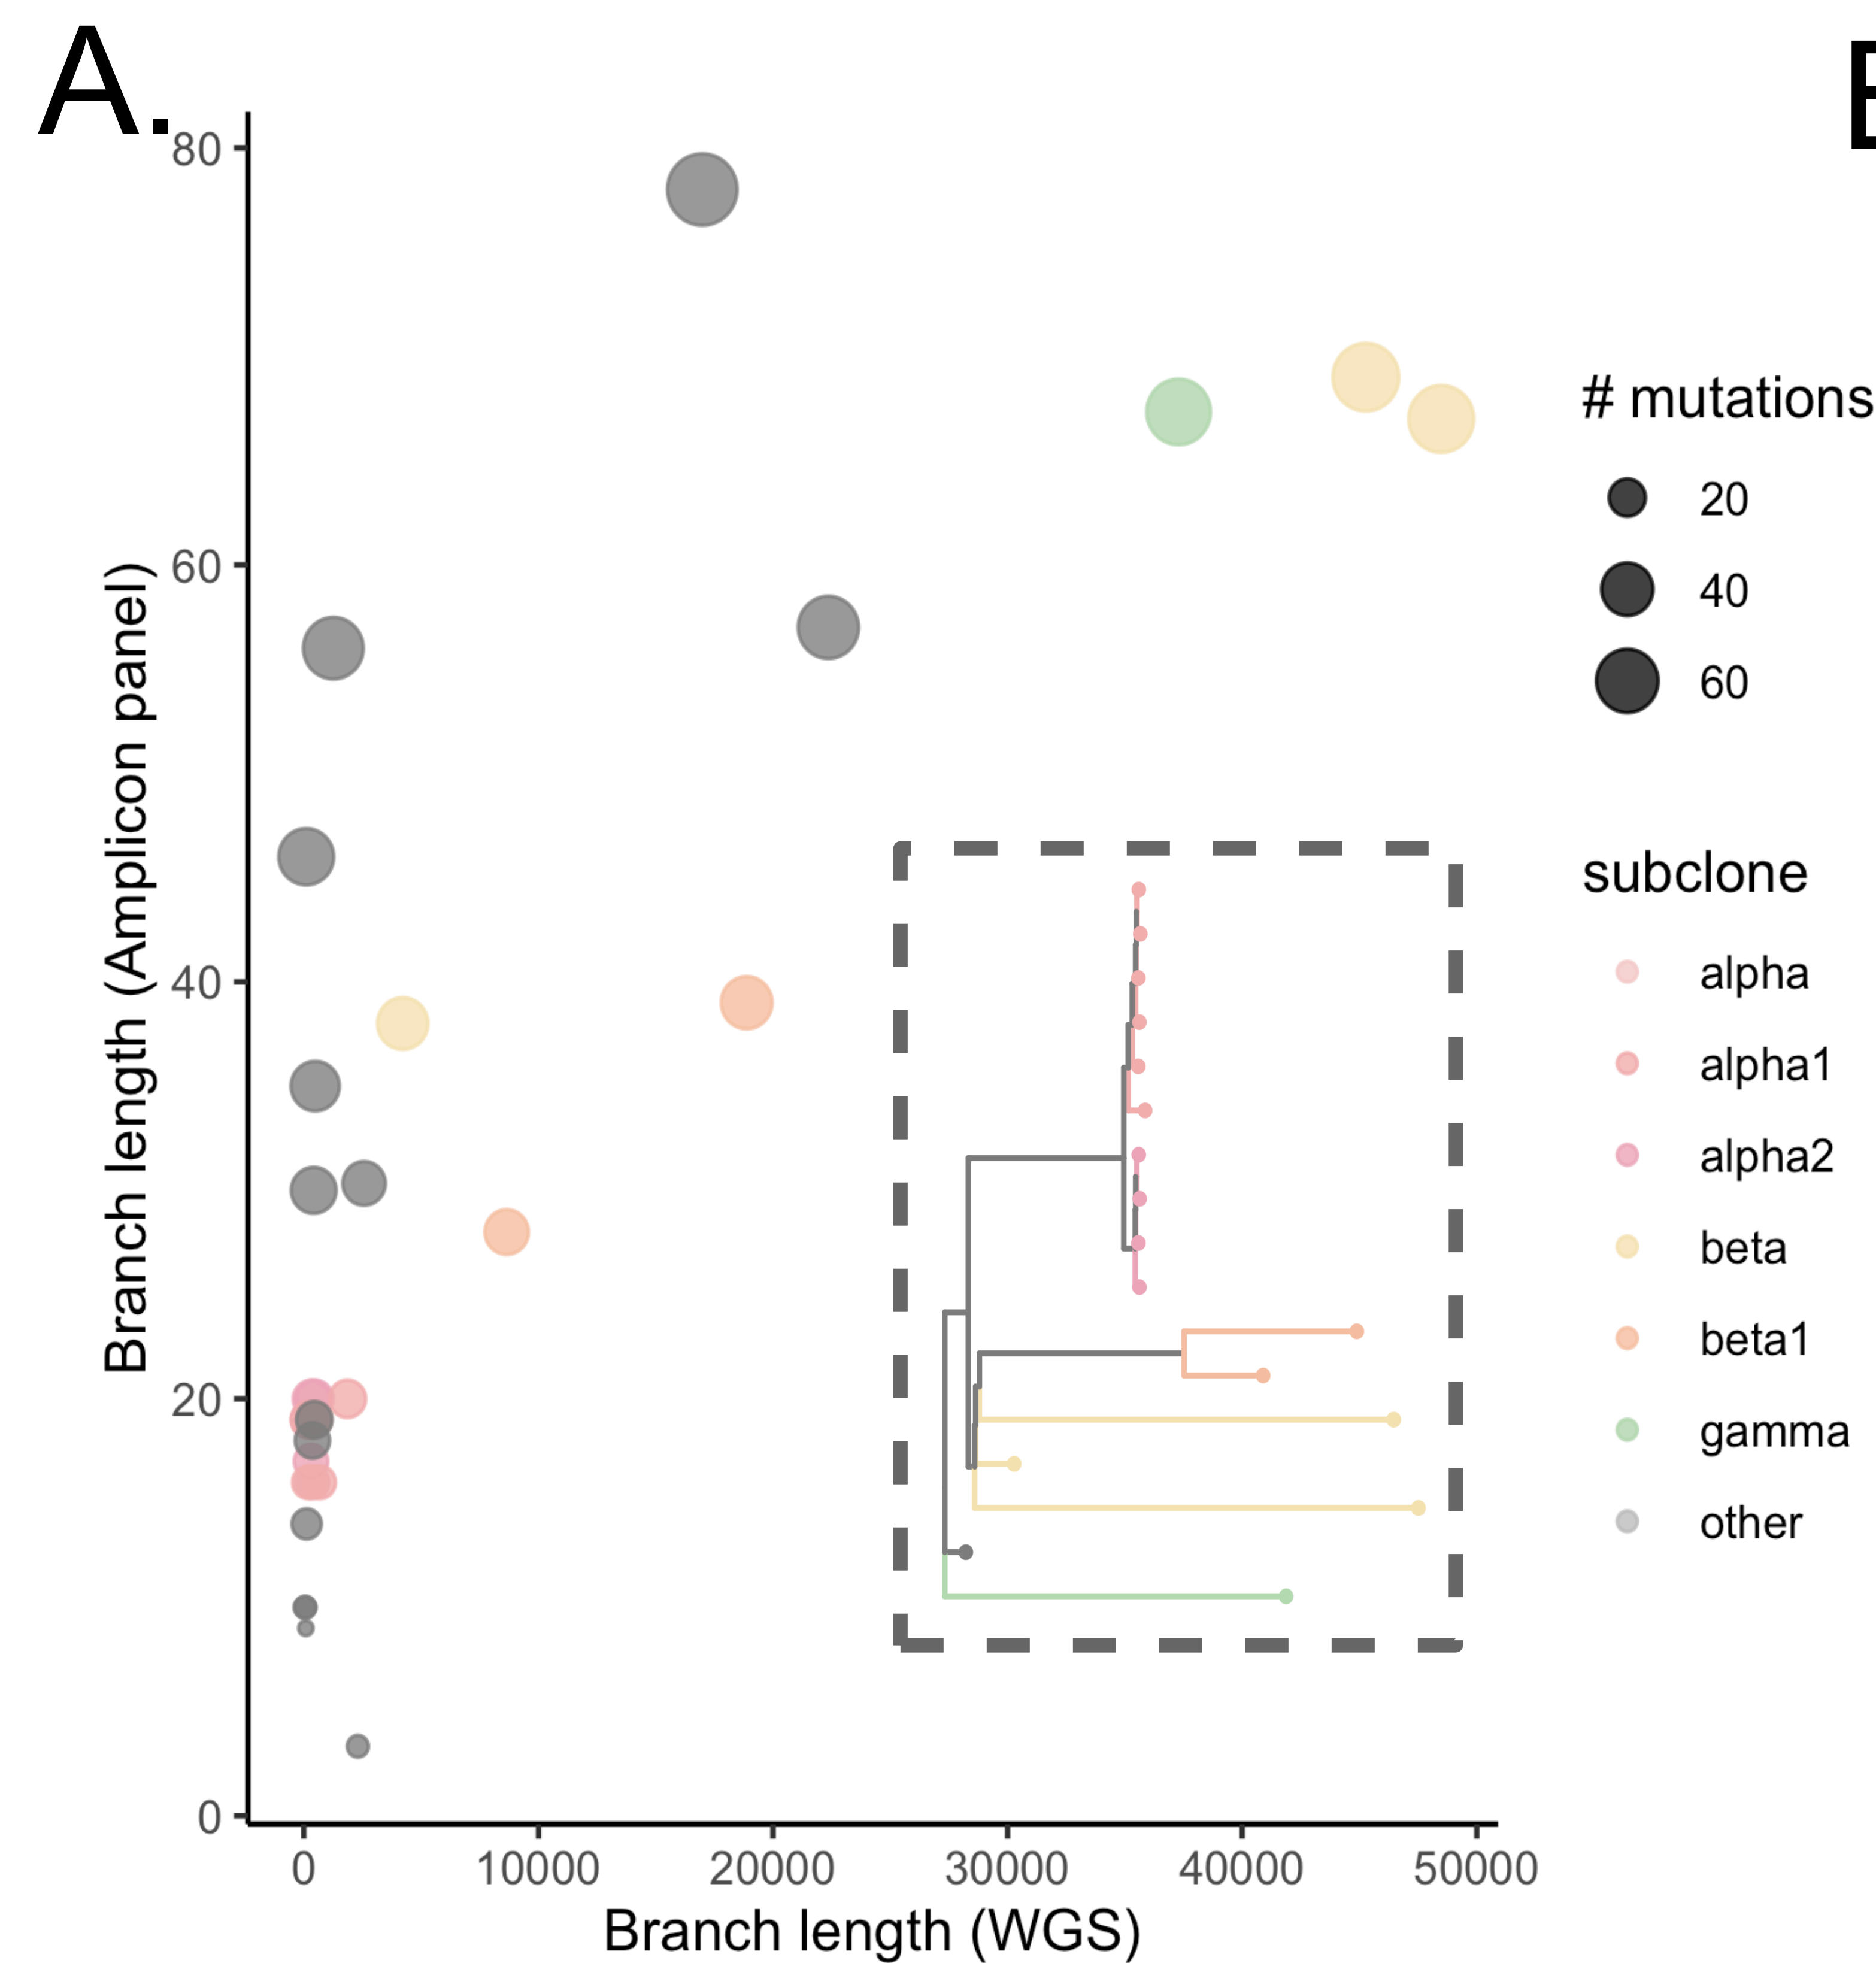 A.
80
60
40
20
0
Branch length (Amplicon panel)
0 10000 20000 30000 40000 50000
Branch length (WGS)
# mutations
20
40
60
subclone
alpha
alpha1
alpha2
beta
beta1
gamma
other